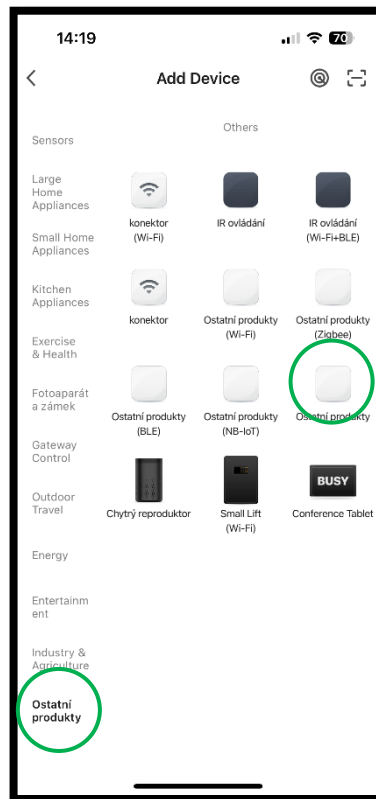 14:19
70
Add Device
Sensors
Large
Home
Appliances
Small Home
Appliances
Kitchen
Appliances
Exercise
& Health
Fotoaparát
a zámek
Gateway
Control
Outdoor
Travel
Energy
Entertainm
ent
Industry &
Agriculture
Ostatní
produkty
Others
konektor
(Wi-Fi)
IR ovládání
IR ovládání
(Wi-Fi+BLE)
konektor
Ostatní produkty
(Wi-Fi)
Ostatní produkty
(Zigbee)
Ostatní produkty
(BLE)
Ostatní produkty
(NB-IoT)
Ostatní produkty
Chytrý reproduktor
Small Lift
(Wi-Fi)
BUSY
Conference Tablet